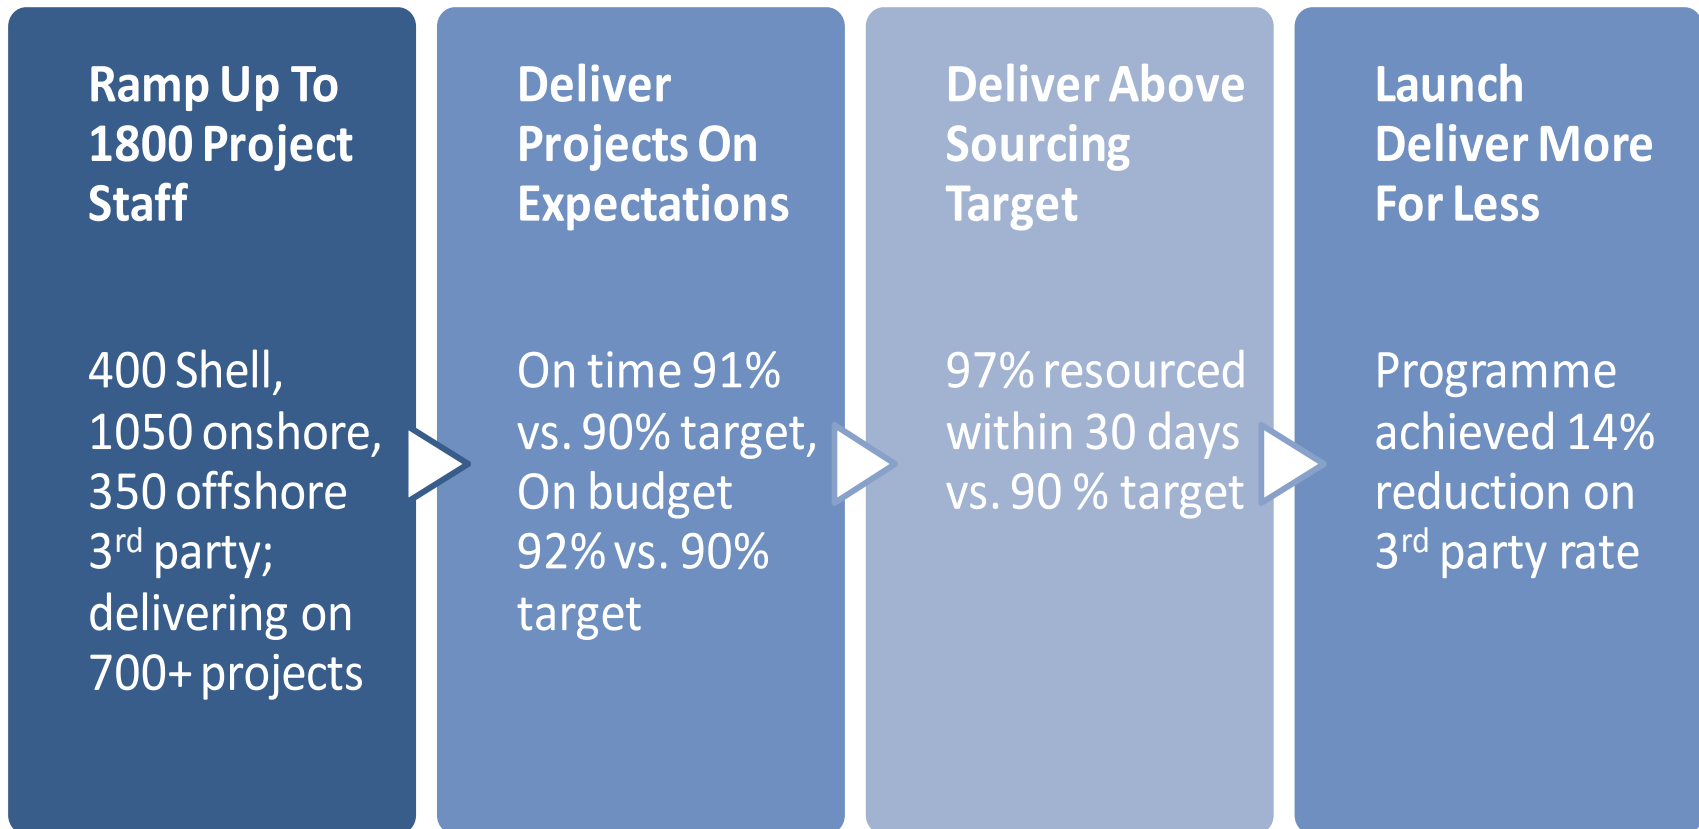 Ramp Up To
1800 Project
Staff
400 Shell,
1050 onshore,
350 offshore
3rd party;
delivering on
700+ projects
Deliver
Projects On
Expectations
On time 91%
vs. 90% target,
On budget
92% vs. 90%
target
Deliver Above
Sourcing
Target
97% resourced
within 30 days
vs. 90 % target
Launch
Deliver More
For Less
Programme
achieved 14%
reduction on
3rd party rate